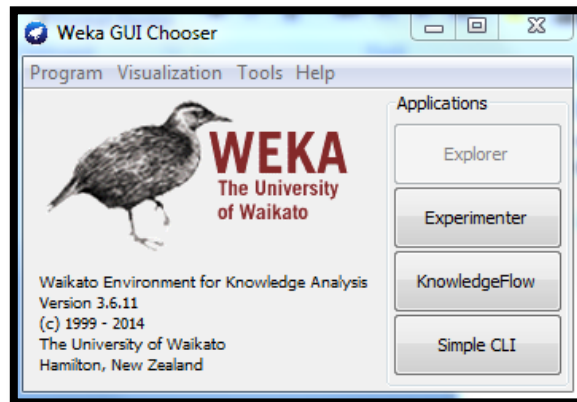 Weka GUI Chooser
Program Visualization Tools Help
WEKA
The University
of Waikato
Waikato Environment for Knowledge Analysis
Version 3.6.11
(c) 1999 - 2014
The University of Waikato
Hamilton, New Zealand
Applications
Explorer
Experimenter
KnowledgeFlow
Simple CLI